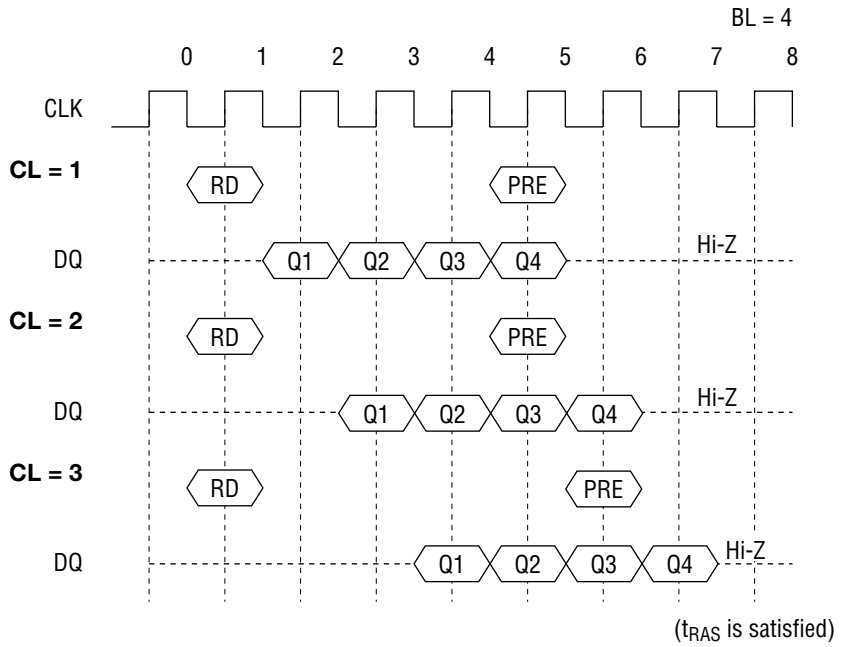 BL = 4
0 1 2 3 4 5 6 7 8
CLK
CL = 1
RD PRE
DQ Q1 Q2 Q3 Q4 Hi-Z
CL = 2
RD PRE
DQ Q1 Q2 Q3 Q4 Hi-Z
CL = 3
RD PRE
DQ Q1 Q2 Q3 Q4 Hi-Z
(tRAS is satisfied)